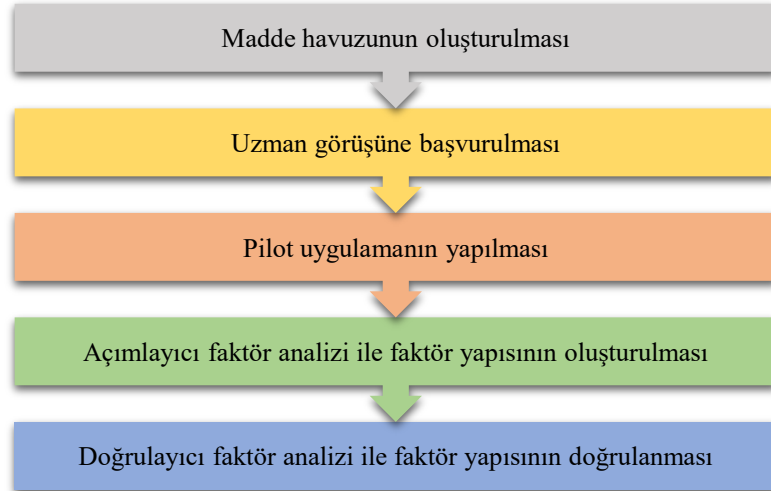 Madde havuzunun oluşturulması
Uzman görüşüne başvurulması
Pilot uygulamanın yapılması
Açımlayıcı faktör analizi ile faktör yapısının oluşturulması
Doğrulayıcı faktör analizi ile faktör yapısının doğrulanması